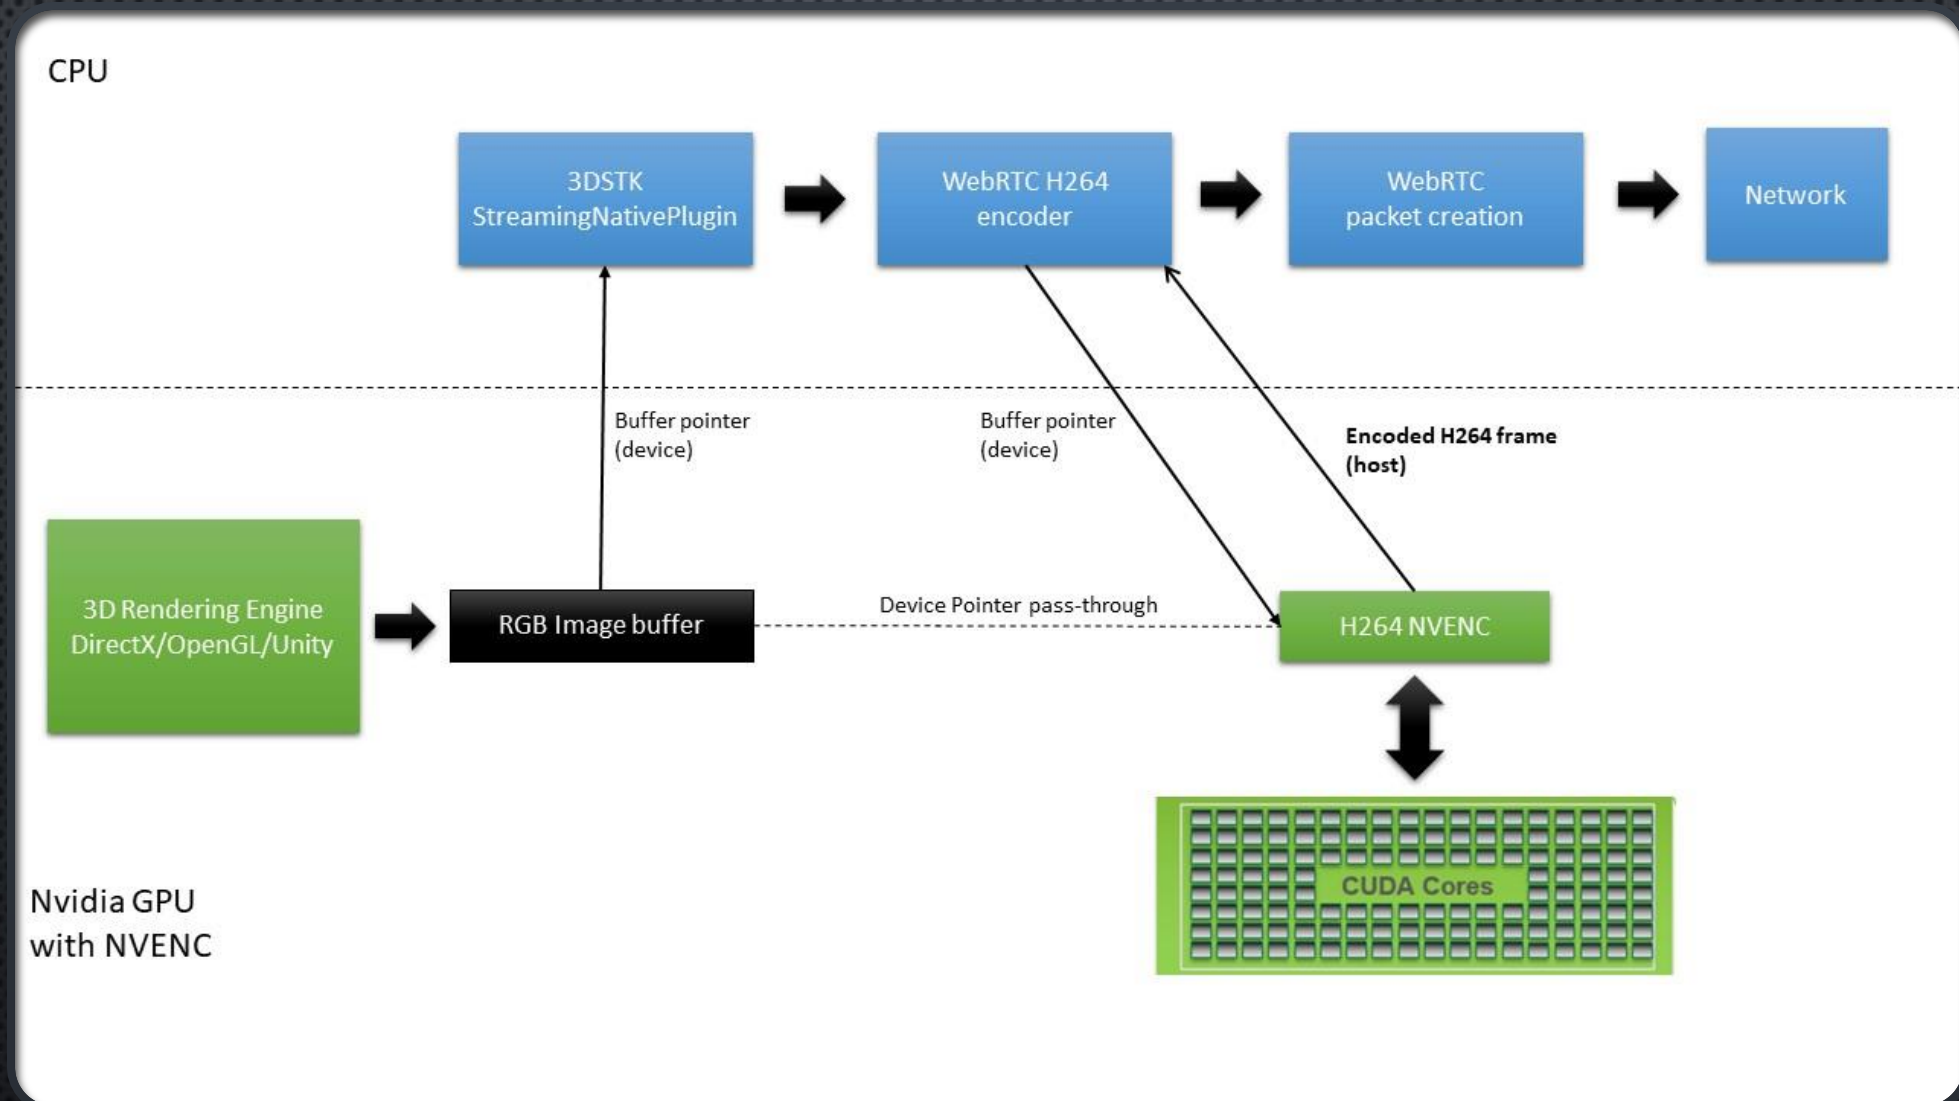 CPU
3DSTK
StreamingNativePlugin
WebRTC H264
encoder
WebRTC
packet creation
Network
Buffer pointer
(device)
Buffer pointer
(device)
Encoded H264 frame
(host)
3D Rendering Engine
DirectX/OpenGL/Unity
RGB Image buffer
Device Pointer pass-through
H264 NVENC
CUDA Cores
Nvidia GPU
with NVENC